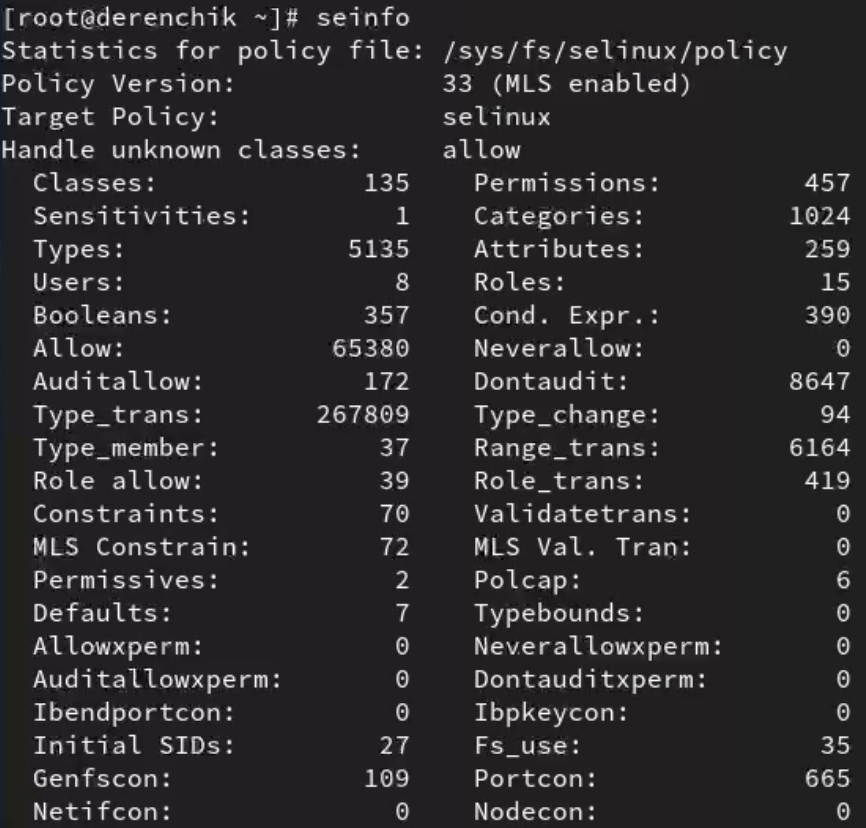 [root@derenchik ~]# seinfo
Statistics for policy file: /sys/fs/selinux/policy
Policy Version:             33 (MLS enabled)
Target Policy:              selinux
Handle unknown classes:     allow
  Classes:             135    Permissions:         457
  Sensitivities:         1    Categories:         1024
  Types:              5135    Attributes:          259
  Users:                 8    Roles:                15
  Booleans:            357    Cond. Expr.:         390
  Allow:             65380    Neverallow:            0
  Auditallow:          172    Dontaudit:          8647
  Type_trans:       267809    Type_change:          94
  Type_member:          37    Range_trans:        6164
  Role allow:           39    Role_trans:          419
  Constraints:          70    Validatetrans:         0
  MLS Constrain:        72    MLS Val. Tran:         0
  Permissives:           2    Polcap:                6
  Defaults:              7    Typebounds:            0
  Allowxperm:            0    Neverallowxperm:       0
  Auditallowxperm:       0    Dontauditxperm:        0
  Ibendportcon:          0    Ibpkeycon:             0
  Initial SIDs:         27    Fs_use:               35
  Genfscon:            109    Portcon:             665
  Netifcon:              0    Nodecon:               0